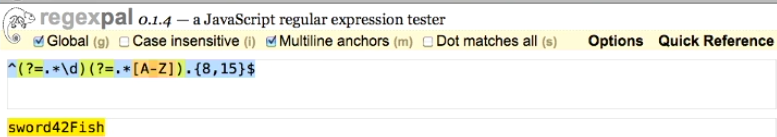 regexpal 0.1.4 — a JavaScript regular expression tester
Global (g) Case insensitive (i) Multiline anchors (m) Dot matches all (s) Options Quick Reference
^(?=.*\d)(?=.*[A-Z]).{8,15}$
sword42Fish